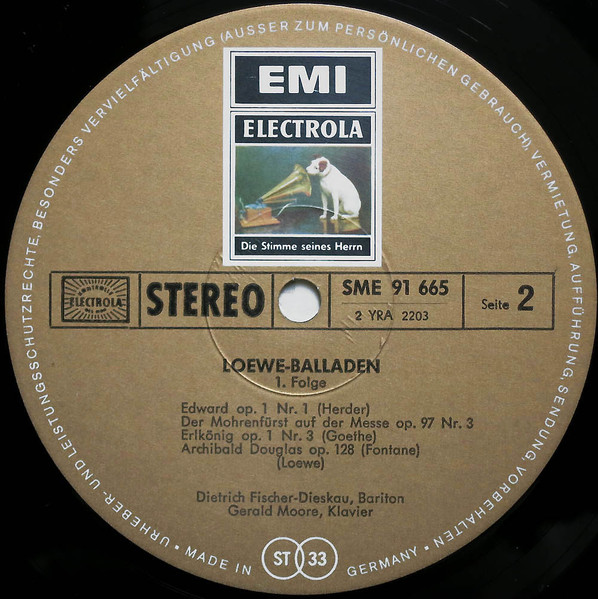 URHEBER- UND LEISTUNGSSCHUTZRECHTE, BESONDERS VERVIELFÄLTIGUNG (AUSSER ZUM PERSÖNLICHEN GEBRAUCH), VERMIETUNG, AUFFÜHRUNG, SENDUNG, VORBEHALTEN
EMI
ELECTROLA
Die Stimme seines Herrn
ELECTROLA
STEREO
SME 91 665
2 YRA 2203
Seite 2
LOEWE-BALLADEN
1. Folge
Edward op. 1 Nr. 1 (Herder)
Der Mohrenfürst auf der Messe op. 97 Nr. 3
Erlkönig op. 1 Nr. 3 (Goethe)
Archibald Douglas op. 128 (Fontane)
(Loewe)
Dietrich Fischer-Dieskau, Bariton
Gerald Moore, Klavier
• MADE IN GERMANY •
ST 33